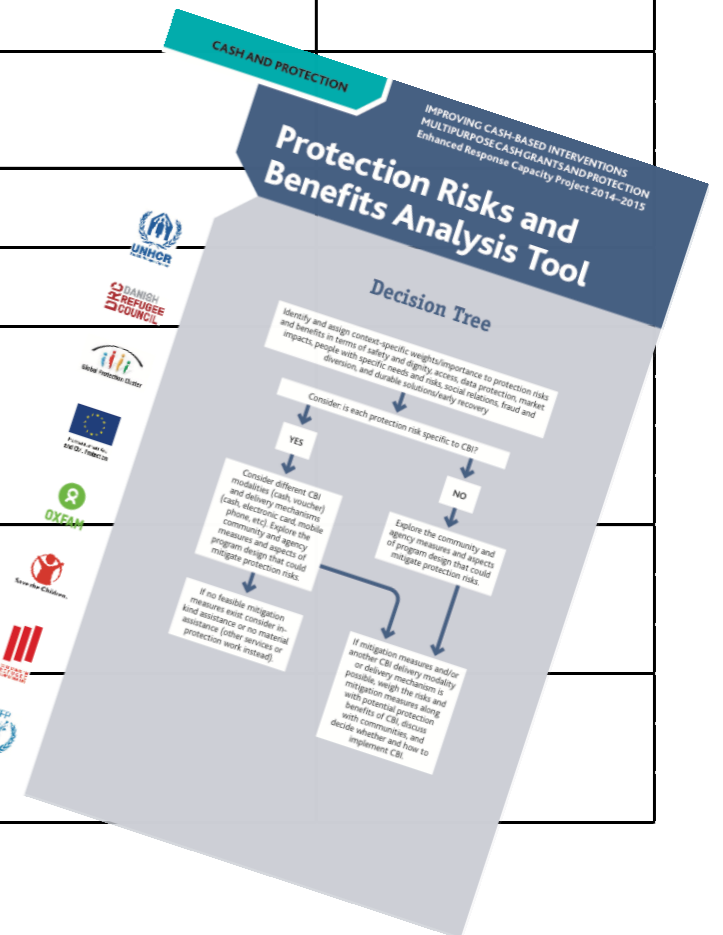 CASH AND PROTECTION
IMPROVING CASH-BASED INTERVENTIONS
MULTIPURPOSE CASH GRANTS AND PROTECTION
Enhanced Response Capacity Project 2014–2015
Protection Risks and
Benefits Analysis Tool
UNHCR
DRC DANISH
REFUGEE
COUNCIL
Global Protection Cluster
OXFAM
Save the Children.
Decision Tree
Identify and assign context-specific weights/importance to protection risks
and benefits in terms of safety and dignity, access, data protection, market
impacts, people with specific needs and risks, social relations, fraud and
diversion, and durable solutions/early recovery
Consider: is each protection risk specific to CBI?
YES
NO
Consider different CBI
modalities (cash, voucher)
and delivery mechanisms
(cash, electronic card, mobile
phone, etc). Explore the
community and agency
measures and aspects of
program design that could
mitigate protection risks.
Explore the community and
agency measures and aspects
of program design that could
mitigate protection risks.
If no feasible mitigation
measures exist consider in-
kind assistance or no material
assistance (other services or
protection work instead).
If mitigation measures and/or
another CBI delivery modality
or delivery mechanism is
possible, weigh the risks and
mitigation measures along
with potential protection
benefits of CBI, discuss
with communities, and
decide whether and how to
implement CBI.